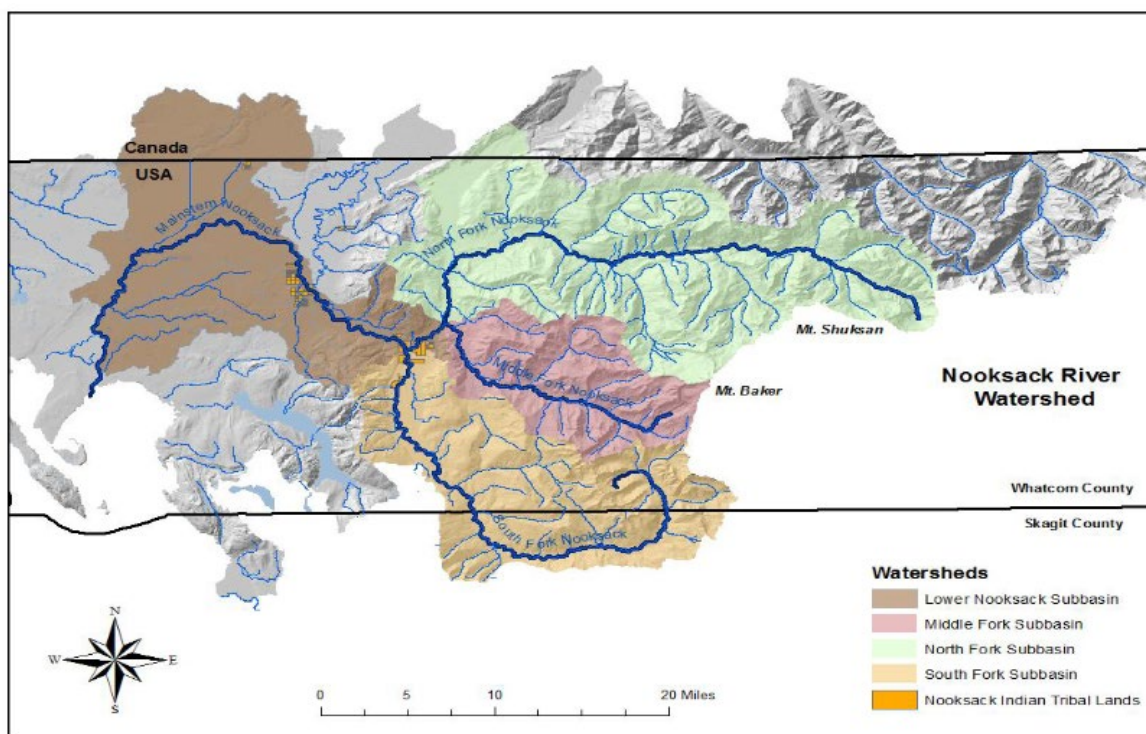 Canada
USA
Mainstem Nooksack
North Fork Nooksack
Mt. Shuksan
Middle Fork Nooksack
Mt. Baker
Nooksack River
Watershed
Whatcom County
Skagit County
South Fork Nooksack
Watersheds
Lower Nooksack Subbasin
Middle Fork Subbasin
North Fork Subbasin
South Fork Subbasin
Nooksack Indian Tribal Lands
N
W
E
S
0 5 10 20 Miles